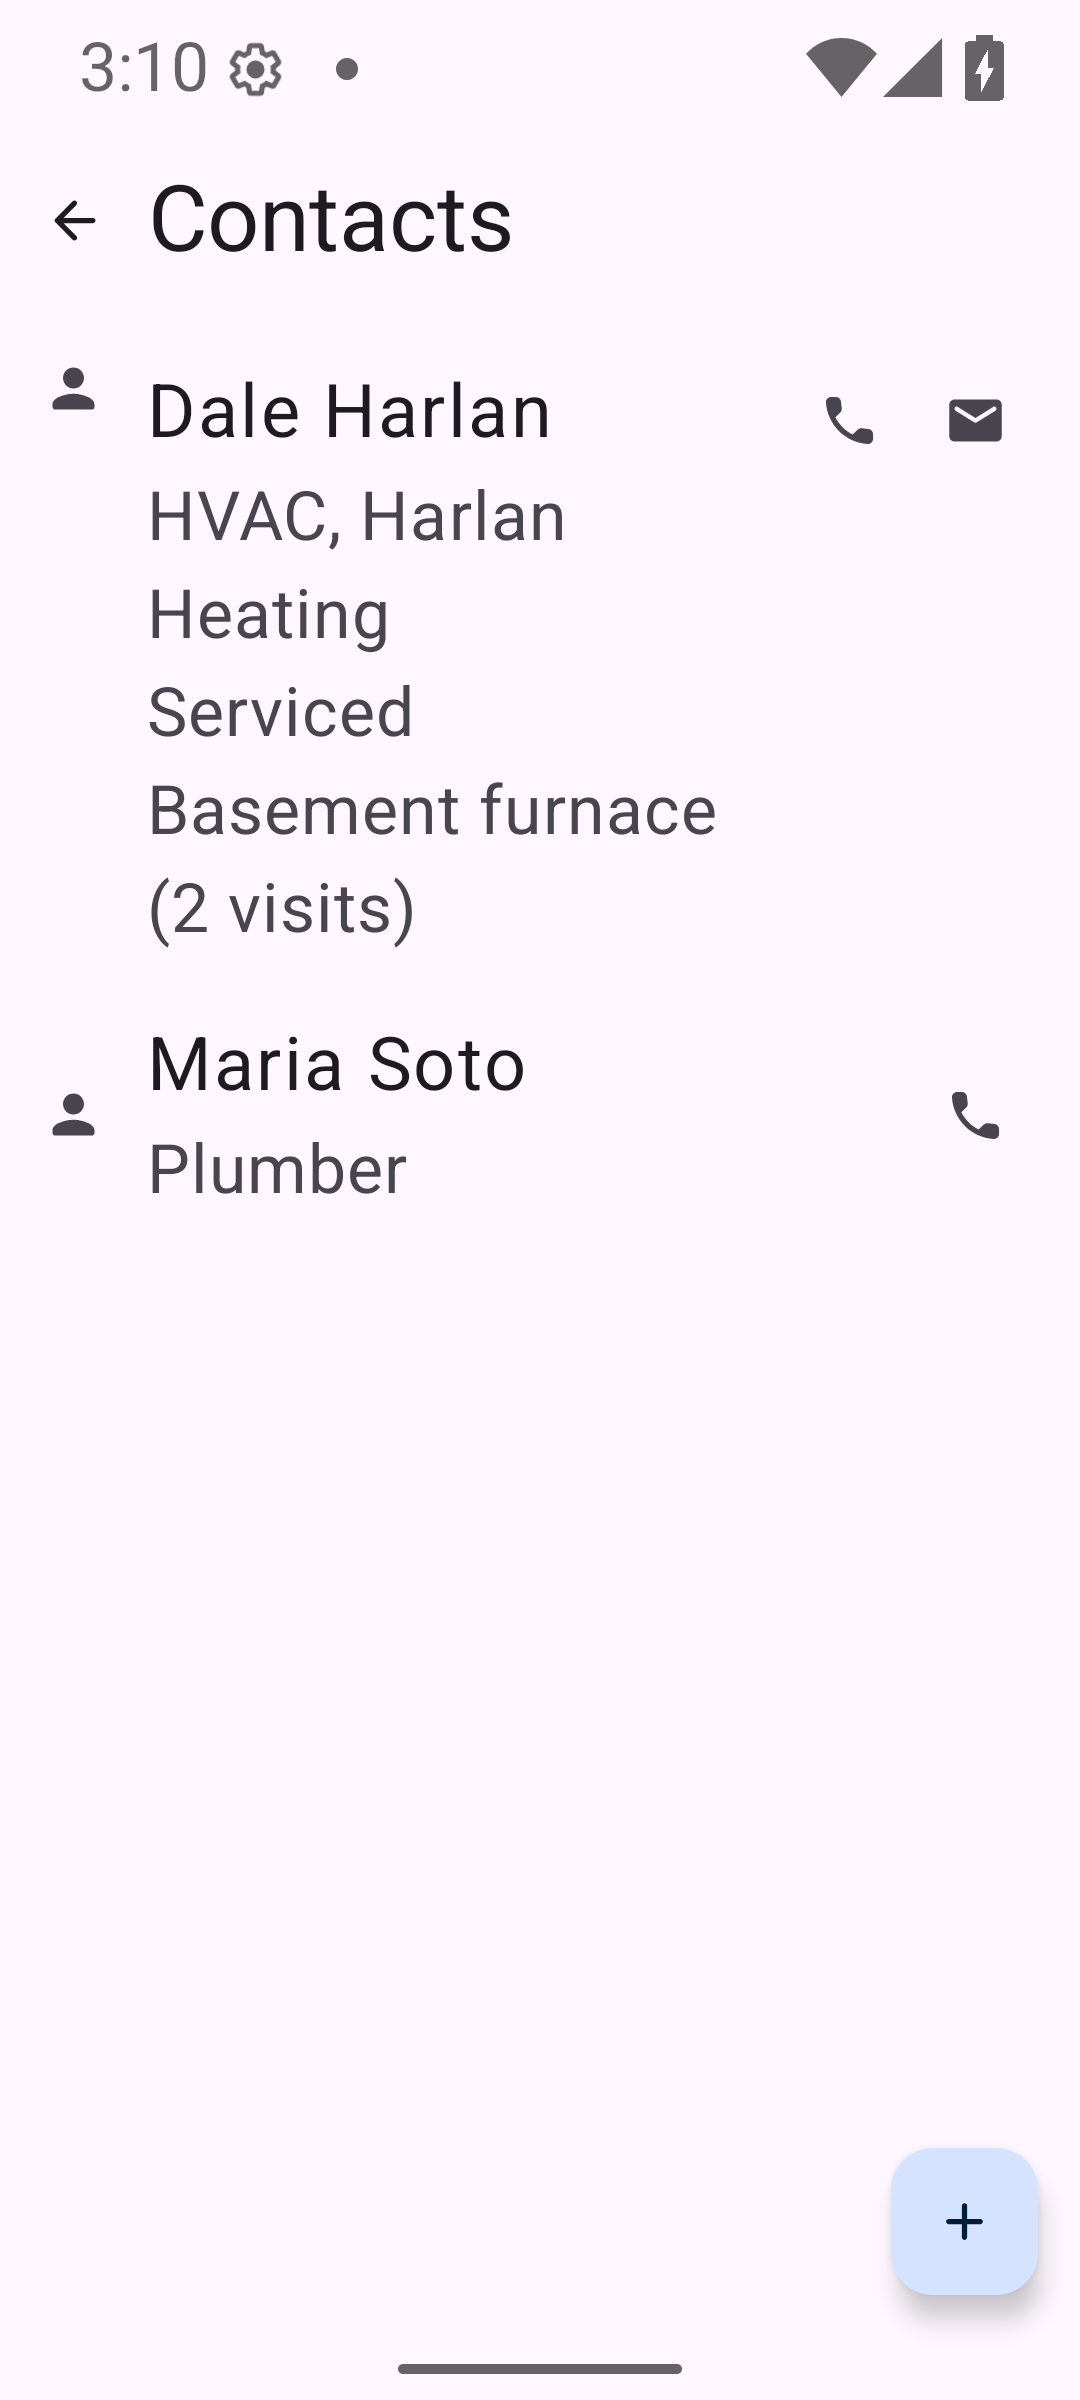 3:10
Contacts
Dale Harlan
HVAC, Harlan
Heating
Serviced
Basement furnace
(2 visits)
Maria Soto
Plumber